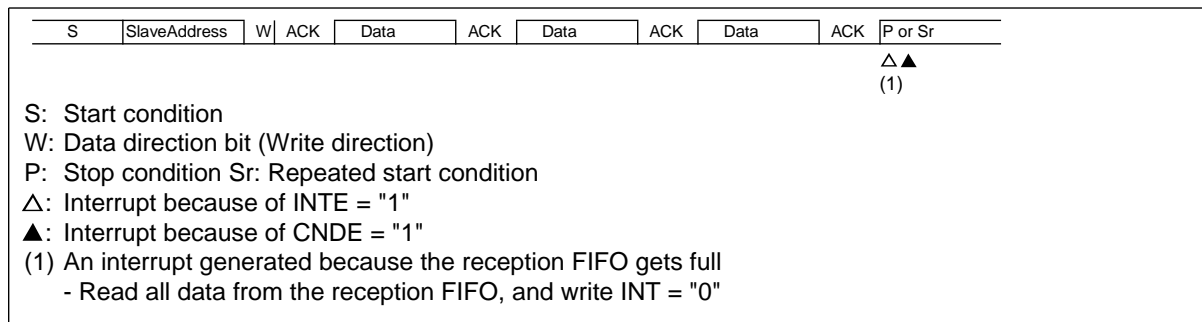 S SlaveAddress W ACK Data ACK Data ACK Data ACK P or Sr
△▲
(1)
S: Start condition
W: Data direction bit (Write direction)
P: Stop condition Sr: Repeated start condition
△: Interrupt because of INTE = "1"
▲: Interrupt because of CNDE = "1"
(1) An interrupt generated because the reception FIFO gets full
- Read all data from the reception FIFO, and write INT = "0"